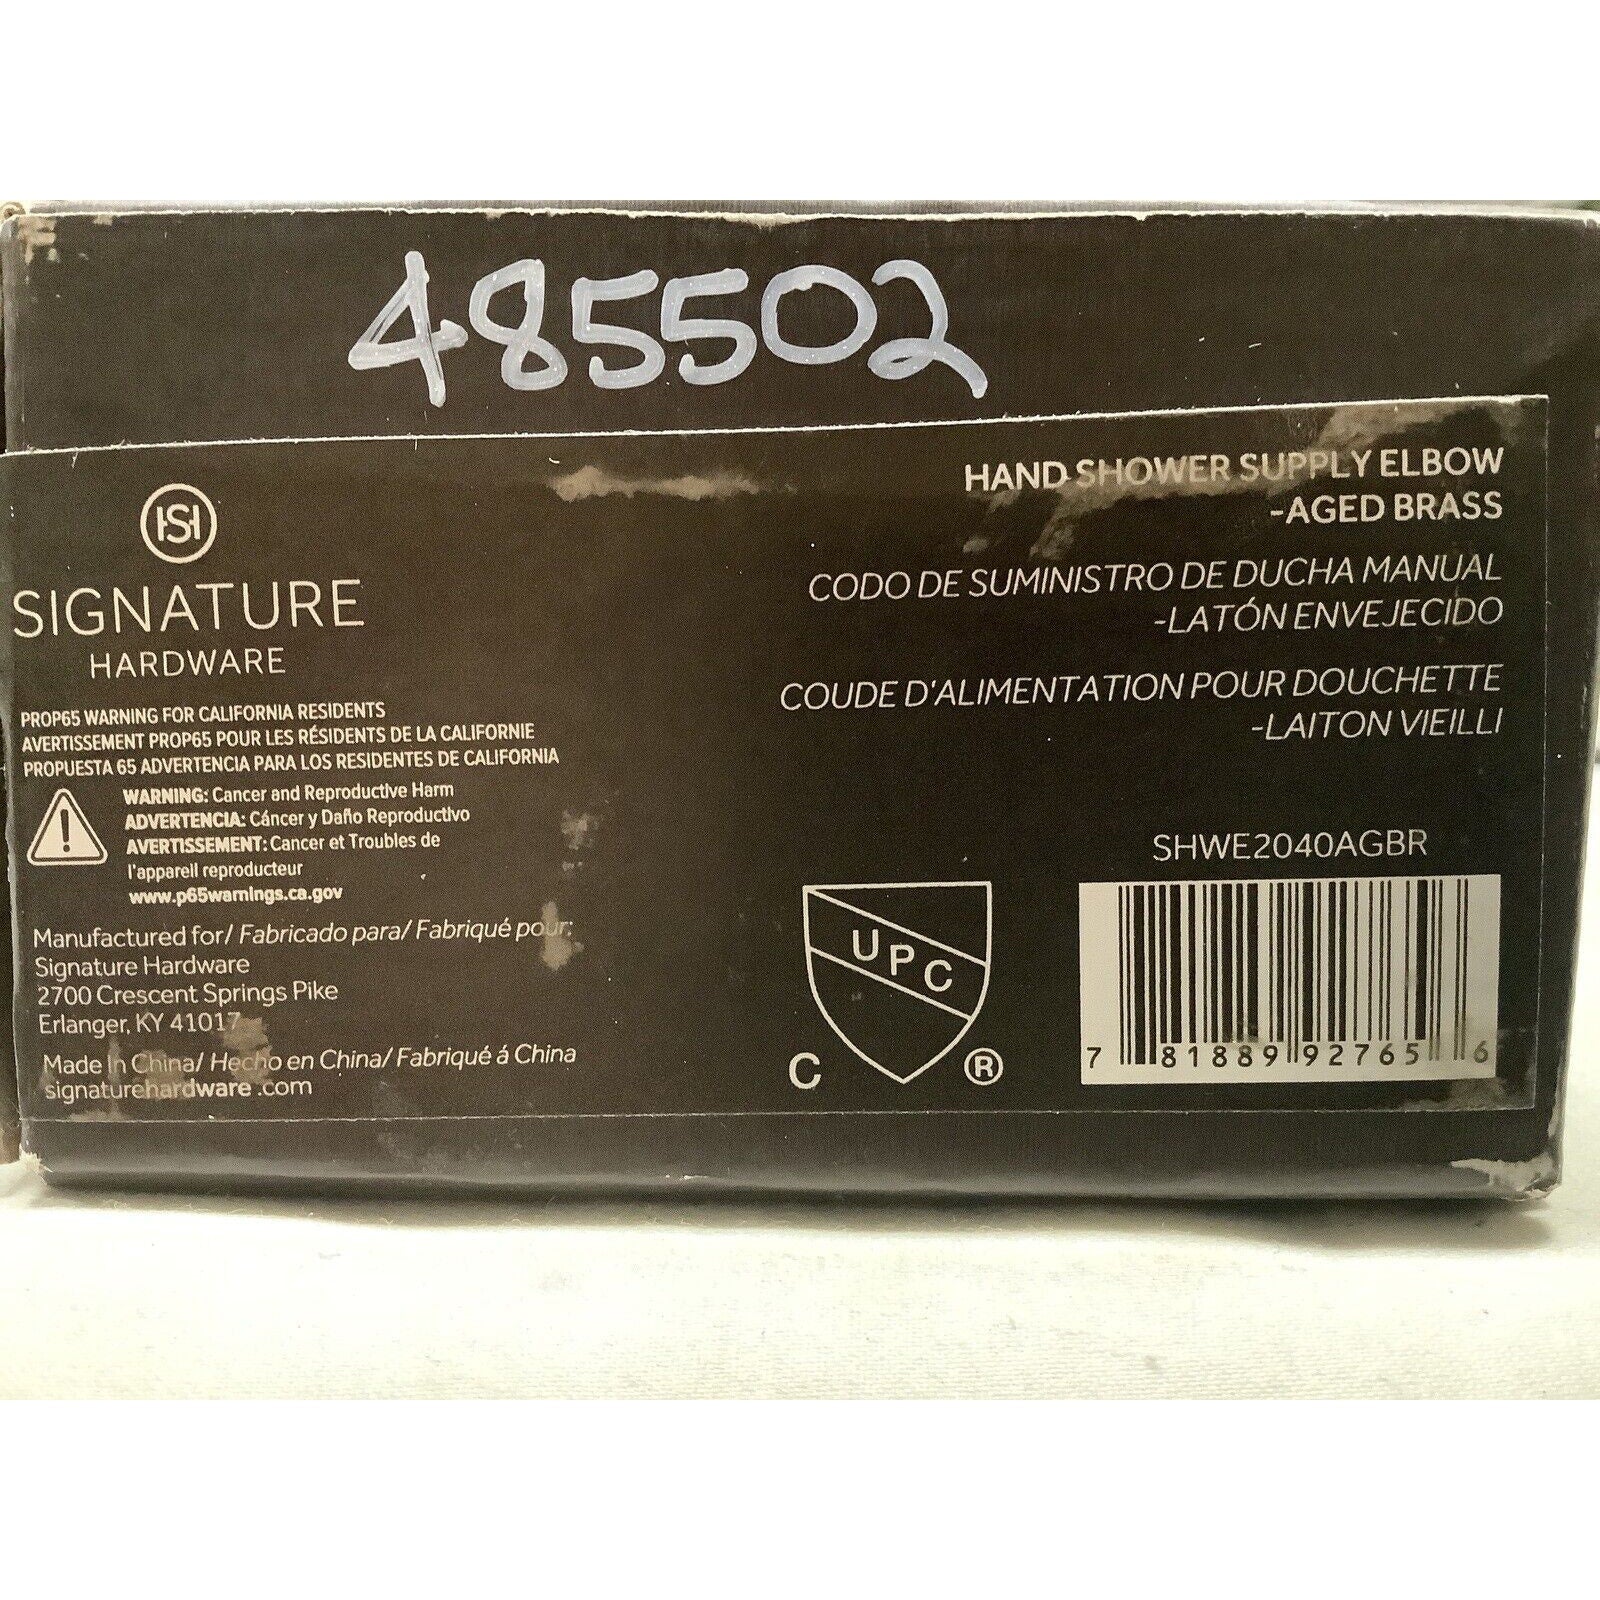 485502
HSH
SIGNATURE
HARDWARE
PROP65 WARNING FOR CALIFORNIA RESIDENTS
AVERTISSEMENT PROP65 POUR LES RÉSIDENTS DE LA CALIFORNIE
PROPUESTA 65 ADVERTENCIA PARA LOS RESIDENTES DE CALIFORNIA
WARNING: Cancer and Reproductive Harm
ADVERTENCIA: Cáncer y Daño Reproductivo
AVERTISSEMENT: Cancer et Troubles de
l'appareil reproducteur
www.p65warnings.ca.gov
Manufactured for/ Fabricado para/ Fabriqué pour:
Signature Hardware
2700 Crescent Springs Pike
Erlanger, KY 41017
Made in China/ Hecho en China/ Fabriqué á China
signaturehardware.com
HAND SHOWER SUPPLY ELBOW
-AGED BRASS
CODO DE SUMINISTRO DE DUCHA MANUAL
-LATÓN ENVEJECIDO
COUDE D'ALIMENTATION POUR DOUCHETTE
-LAITON VIEILLI
UPC
C ®
SHWE2040AGBR
7 81889 92765 6